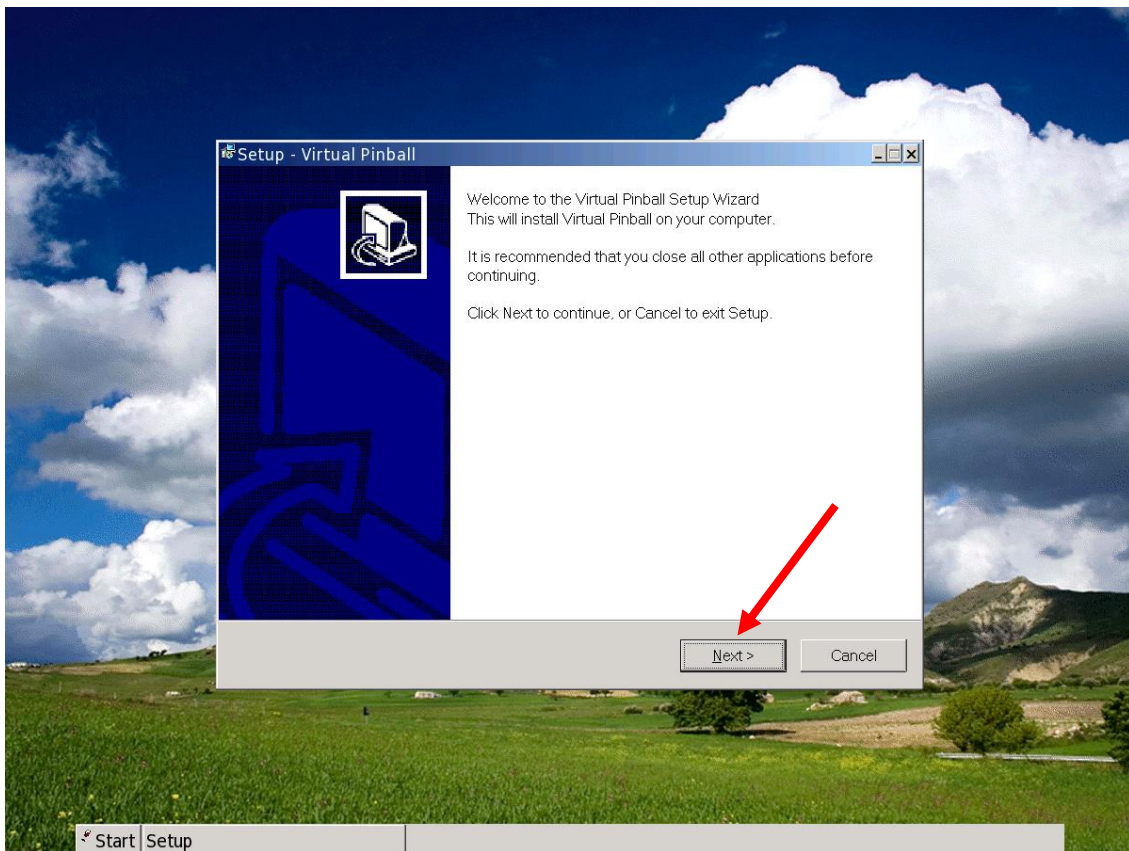 Setup - Virtual Pinball
Welcome to the Virtual Pinball Setup Wizard
This will install Virtual Pinball on your computer.
It is recommended that you close all other applications before
continuing.
Click Next to continue, or Cancel to exit Setup.
Next >
Cancel
Start
Setup